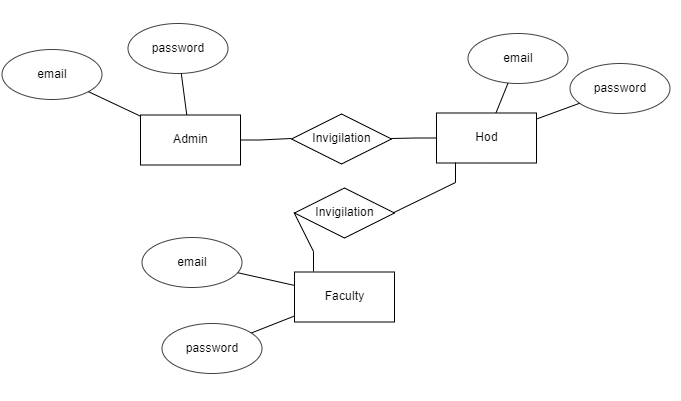 email
password
email
password
Admin
Invigilation
Hod
Invigilation
email
Faculty
password